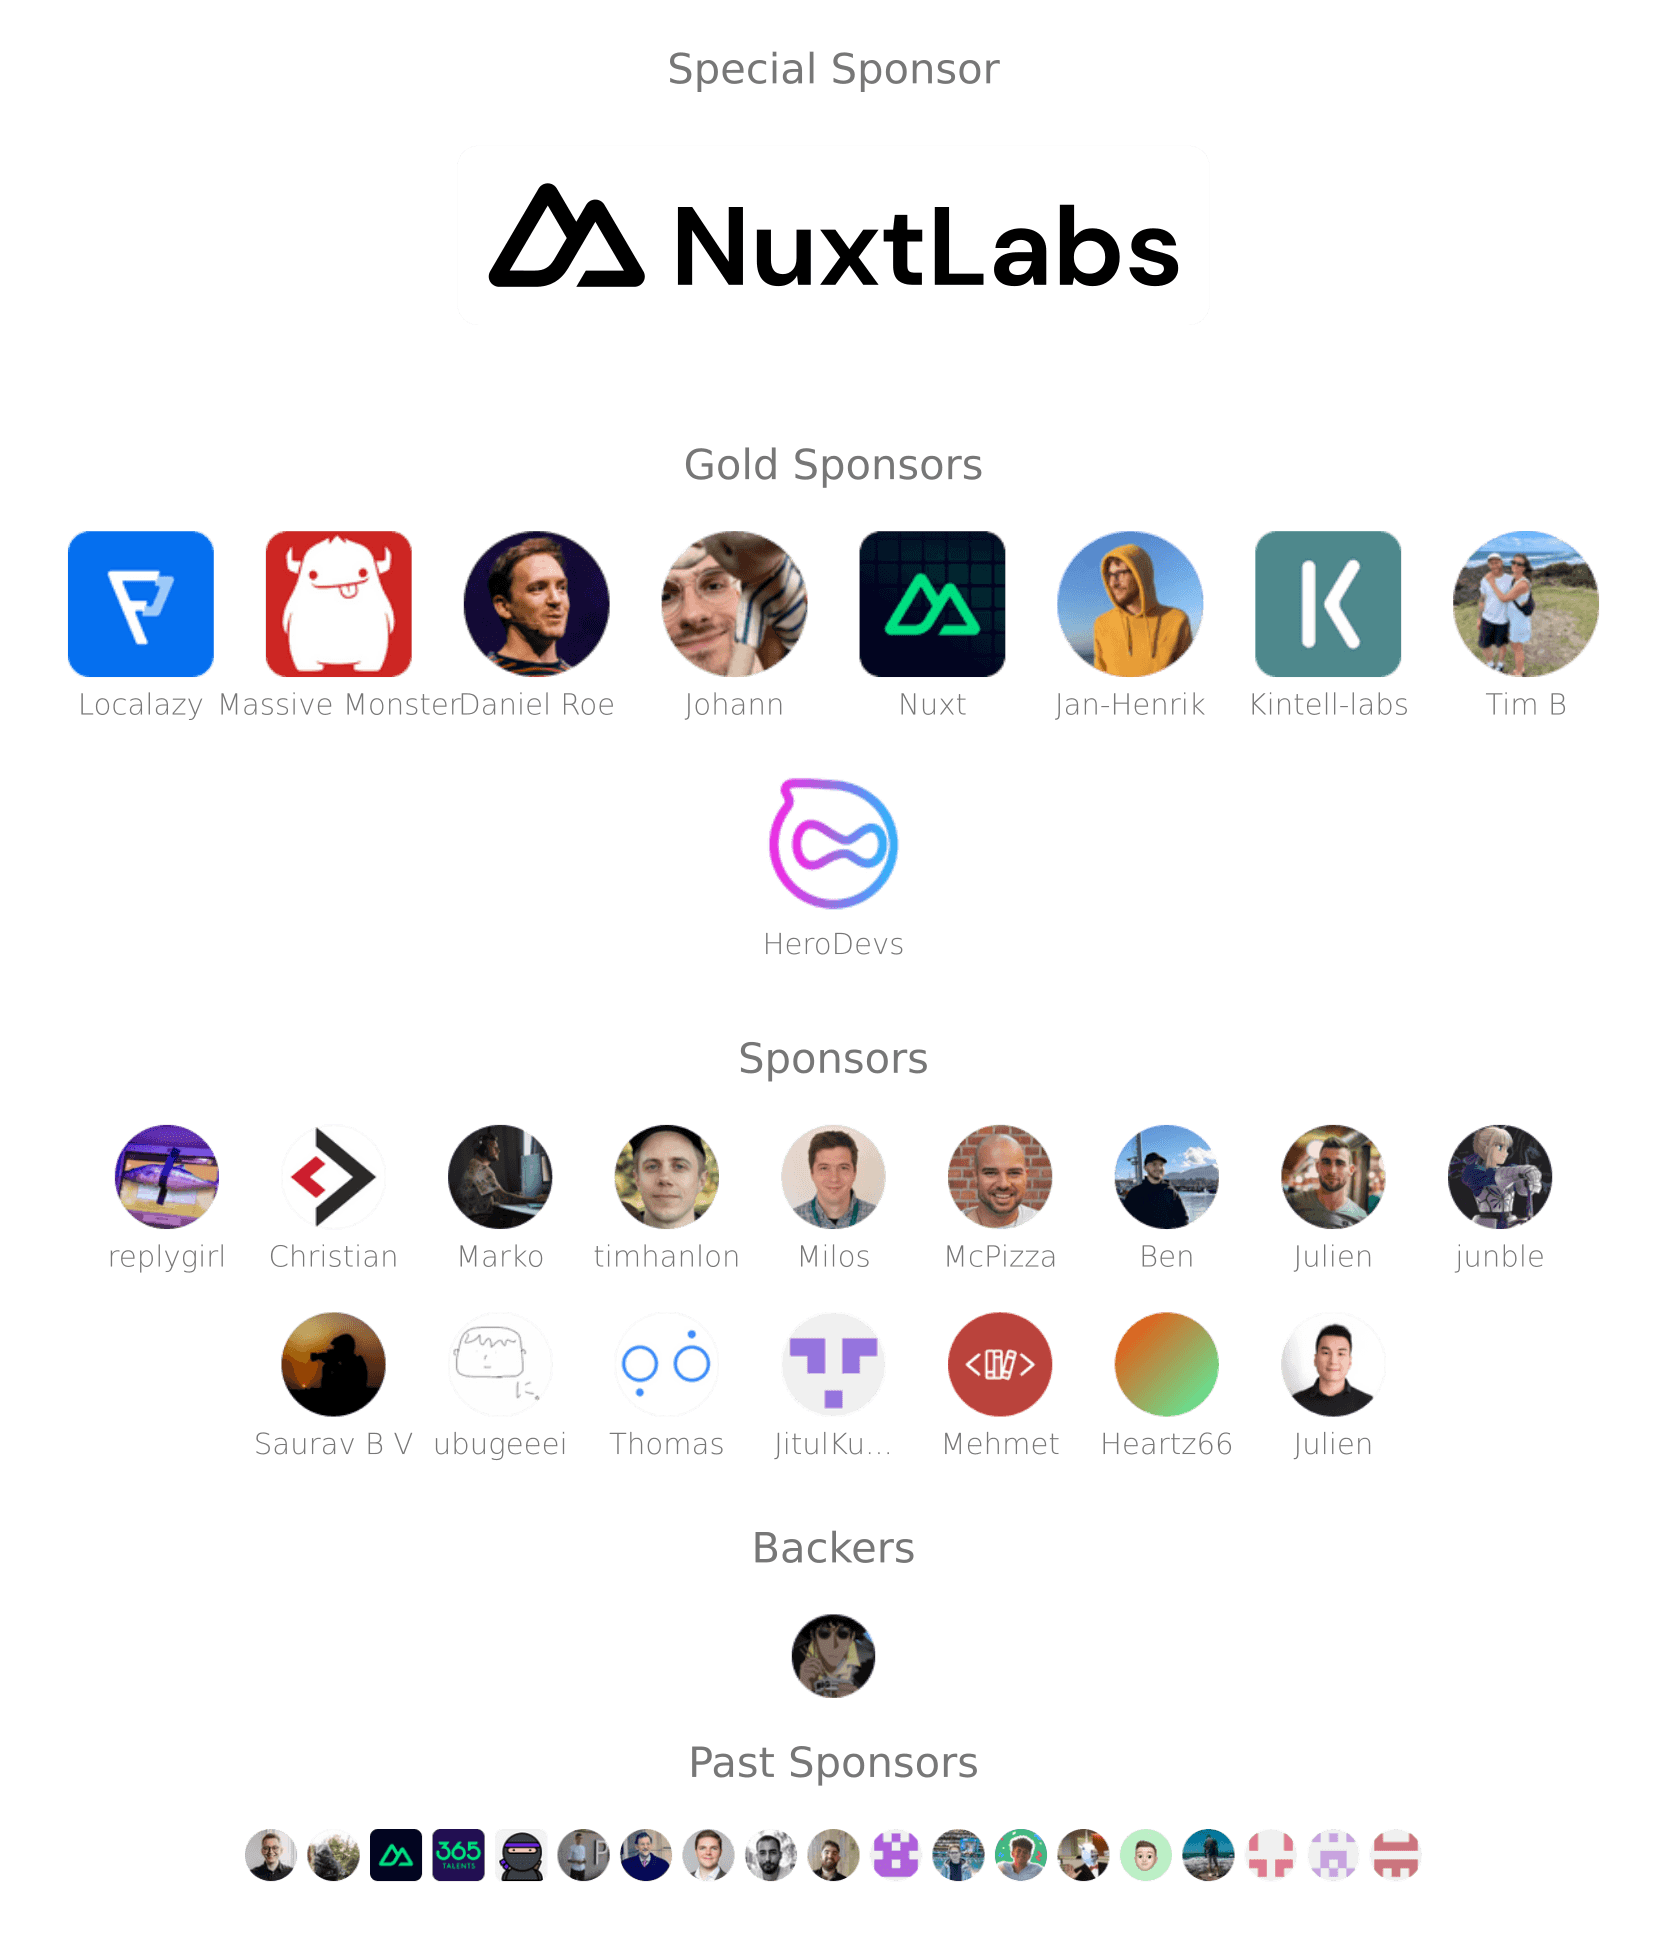 Special Sponsor
NuxtLabs
Gold Sponsors
Localazy Massive Monster Daniel Roe Johann Nuxt Jan-Henrik Kintell-labs Tim B
HeroDevs
Sponsors
replygirl Christian Marko timhanlon Milos McPizza Ben Julien junble
Saurav B V ubugeeei Thomas JitulKu... Mehmet Heartz66 Julien
Backers
Past Sponsors
365
TALENTS